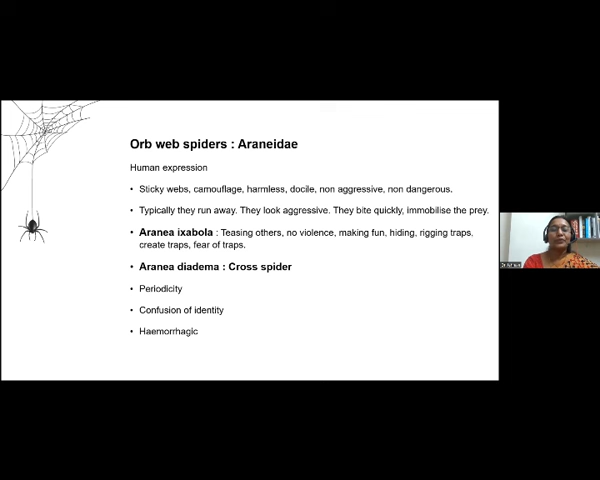 Orb web spiders : Araneidae
Human expression
• Sticky webs, camouflage, harmless, docile, non aggressive, non dangerous.
• Typically they run away. They look aggressive. They bite quickly, immobilise the prey.
• Aranea ixabola : Teasing others, no violence, making fun, hiding, rigging traps,
create traps, fear of traps.
• Aranea diadema : Cross spider
• Periodicity
• Confusion of identity
• Haemorrhagic